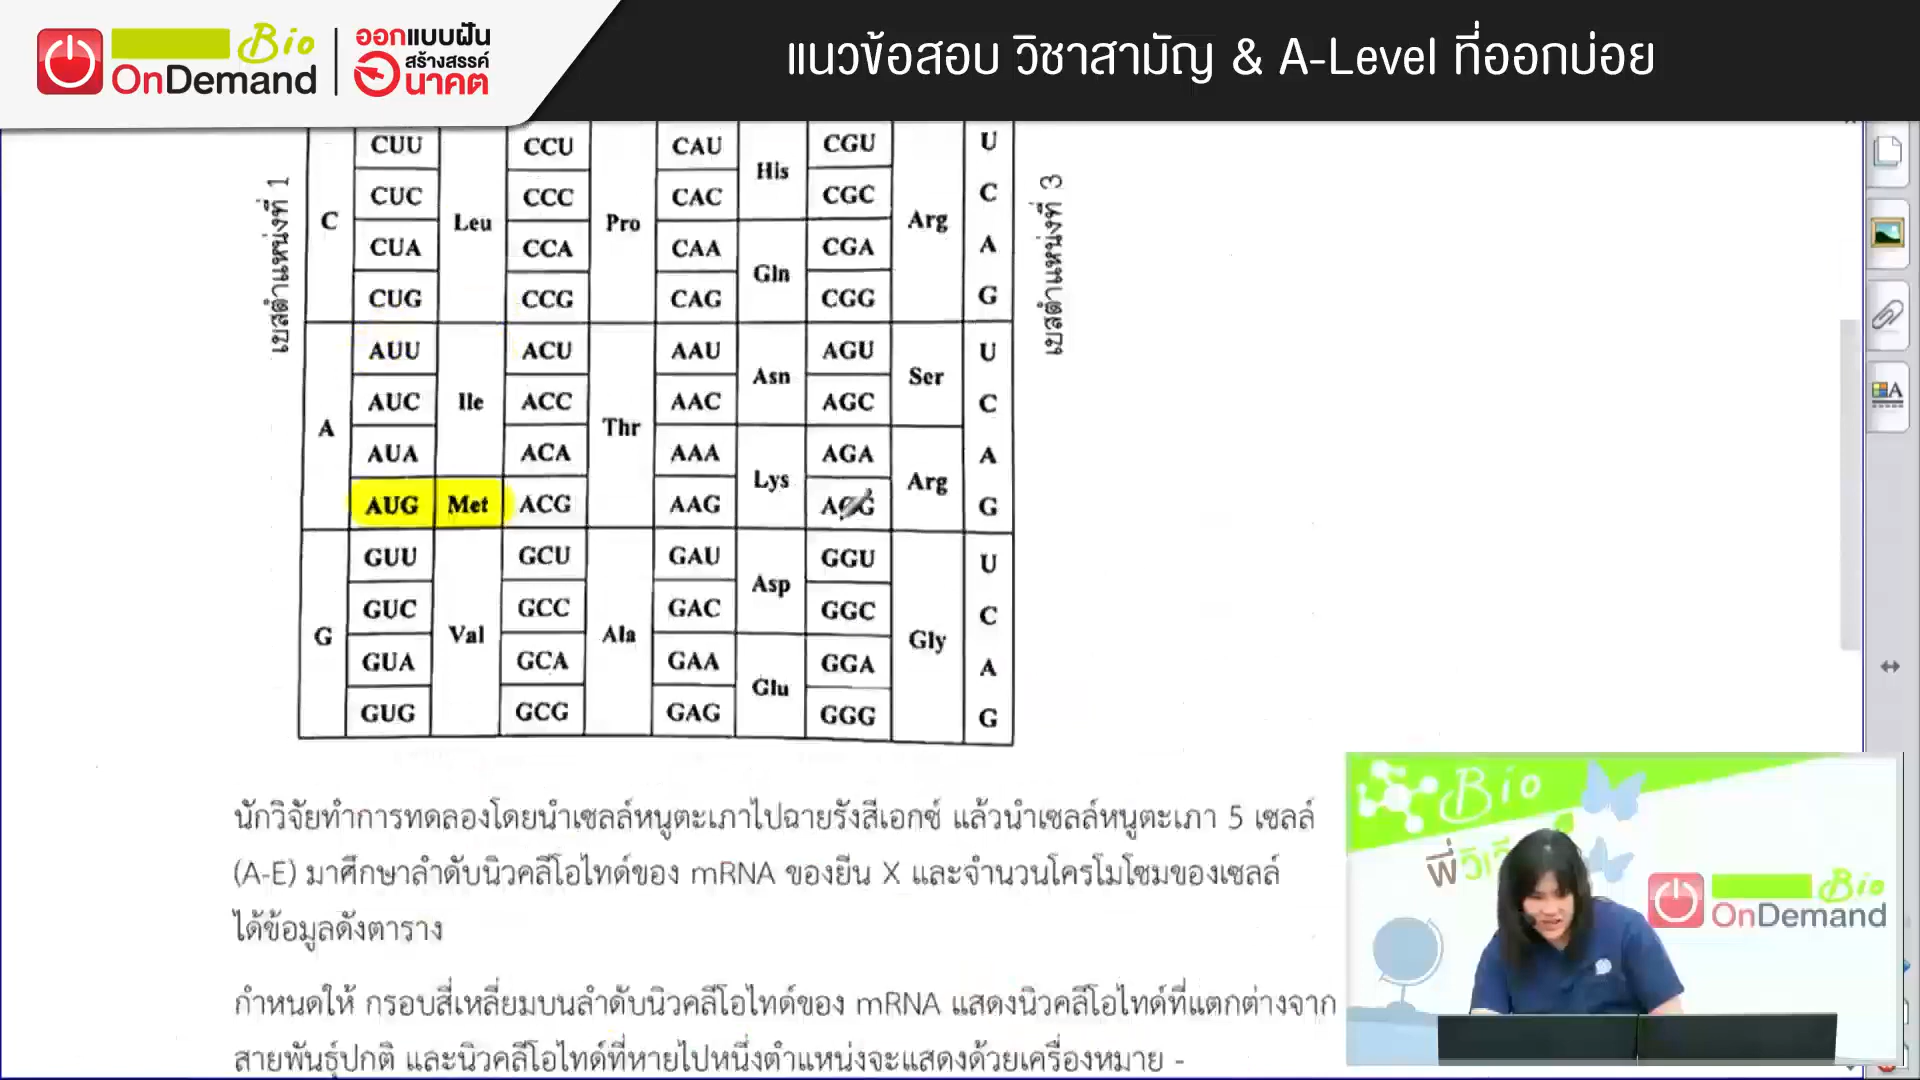 Bio
OnDemand
ออกแบบฝัน
สร้างสรรค์
อนาคต
แนวข้อสอบ วิชาสามัญ & A-Level ที่ออกบ่อย
เบสตำแหน่งที่ 1
เบสตำแหน่งที่ 3
CUU CCU CAU CGU U
His
CUC CCC CAC CGC C
C Leu Pro Arg
CUA CCA CAA CGA A
Gln
CUG CCG CAG CGG G
AUU ACU AAU AGU U
Asn Ser
AUC Ile ACC AAC AGC C
A Thr
AUA ACA AAA AGA A
Lys Arg
AUG Met ACG AAG AGG G
GUU GCU GAU GGU U
Asp
GUC GCC GAC GGC C
G Val Ala Gly
GUA GCA GAA GGA A
Glu
GUG GCG GAG GGG G
นักวิจัยทำการทดลองโดยนำเซลล์หนูตะเภาไปฉายรังสีเอกซ์ แล้วนำเซลล์หนูตะเภา 5 เซลล์
(A-E) มาศึกษาลำดับนิวคลีโอไทด์ของ mRNA ของยีน X และจำนวนโครโมโซมของเซลล์
ได้ข้อมูลดังตาราง
กำหนดให้ กรอบสี่เหลี่ยมบนลำดับนิวคลีโอไทด์ของ mRNA แสดงนิวคลีโอไทด์ที่แตกต่างจาก
สายพันธุ์ปกติ และนิวคลีโอไทด์ที่หายไปหนึ่งตำแหน่งจะแสดงด้วยเครื่องหมาย -
Bio
พี่
Bio
OnDemand